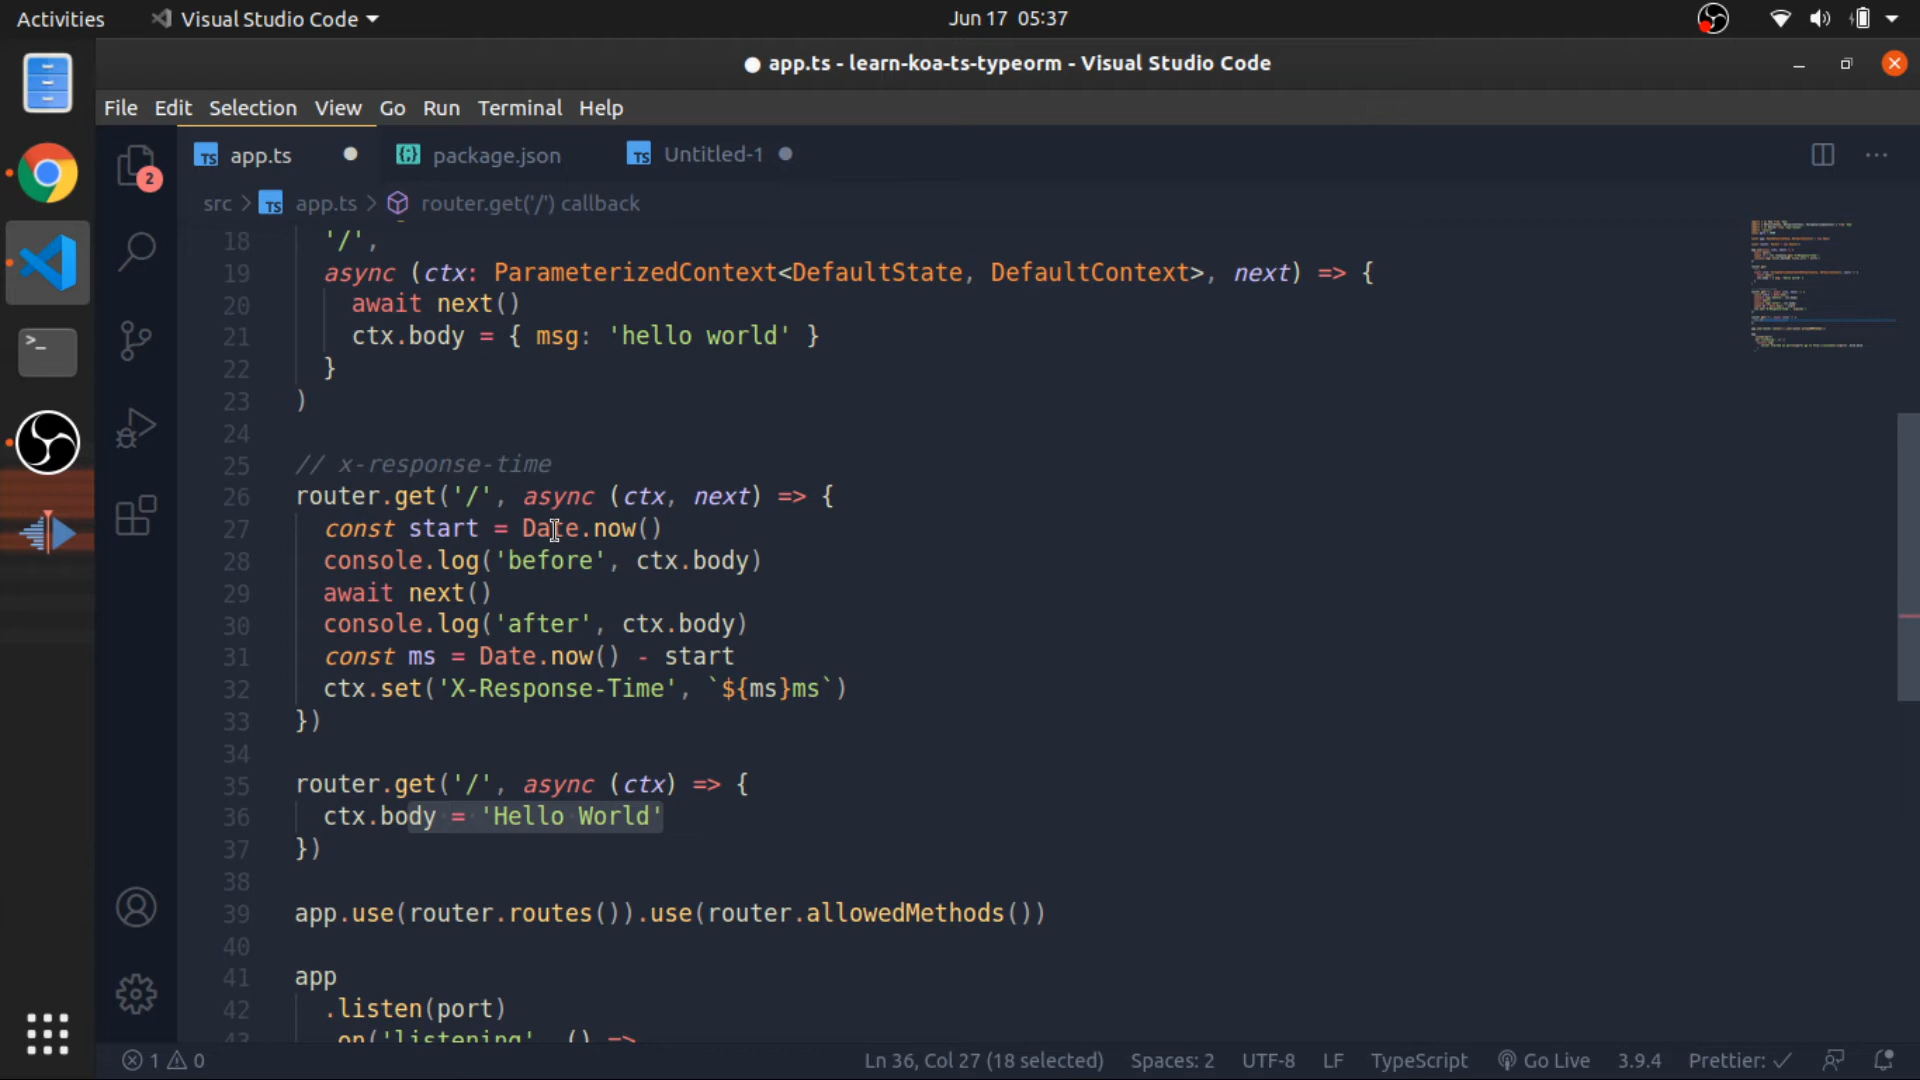 Activities Visual Studio Code Jun 17 05:37
app.ts - learn-koa-ts-typeorm - Visual Studio Code
File Edit Selection View Go Run Terminal Help
2
TS app.ts package.json TS Untitled-1
src > TS app.ts > router.get('/') callback
18 '/',
19 async (ctx: ParameterizedContext<DefaultState, DefaultContext>, next) => {
20 await next()
21 ctx.body = { msg: 'hello world' }
22 }
23 )
24
25 // x-response-time
26 router.get('/', async (ctx, next) => {
27 const start = Date.now()
28 console.log('before', ctx.body)
29 await next()
30 console.log('after', ctx.body)
31 const ms = Date.now() - start
32 ctx.set('X-Response-Time', `${ms}ms`)
33 })
34
35 router.get('/', async (ctx) => {
36 ctx.body = 'Hello World'
37 })
38
39 app.use(router.routes()).use(router.allowedMethods())
40
41 app
42 .listen(port)
43 .on('listening', () =>
1 0 Ln 36, Col 27 (18 selected) Spaces: 2 UTF-8 LF TypeScript Go Live 3.9.4 Prettier: ✓